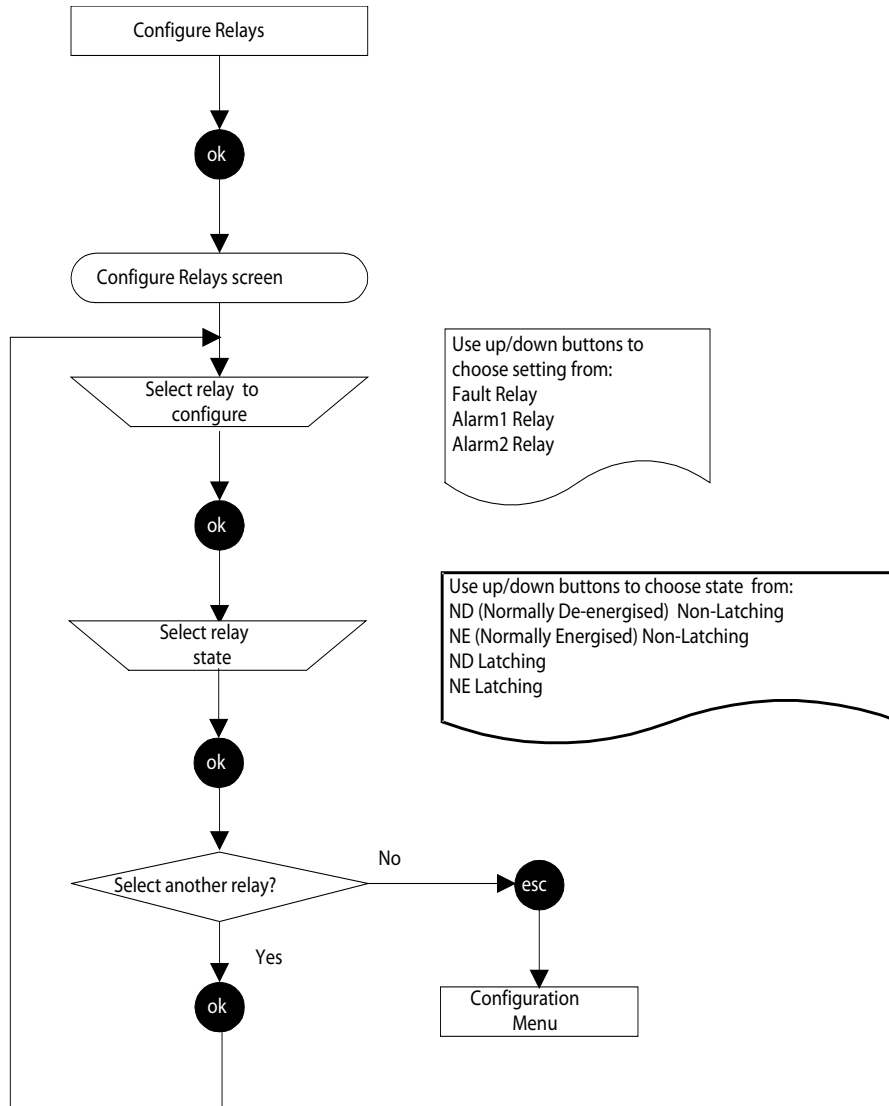 Configure Relays
ok
Configure Relays screen
Select relay to
configure
Use up/down buttons to
choose setting from:
Fault Relay
Alarm1 Relay
Alarm2 Relay
ok
Select relay
state
Use up/down buttons to choose state from:
ND (Normally De-energised) Non-Latching
NE (Normally Energised) Non-Latching
ND Latching
NE Latching
ok
Select another relay?
No
esc
Yes
ok
Configuration
Menu